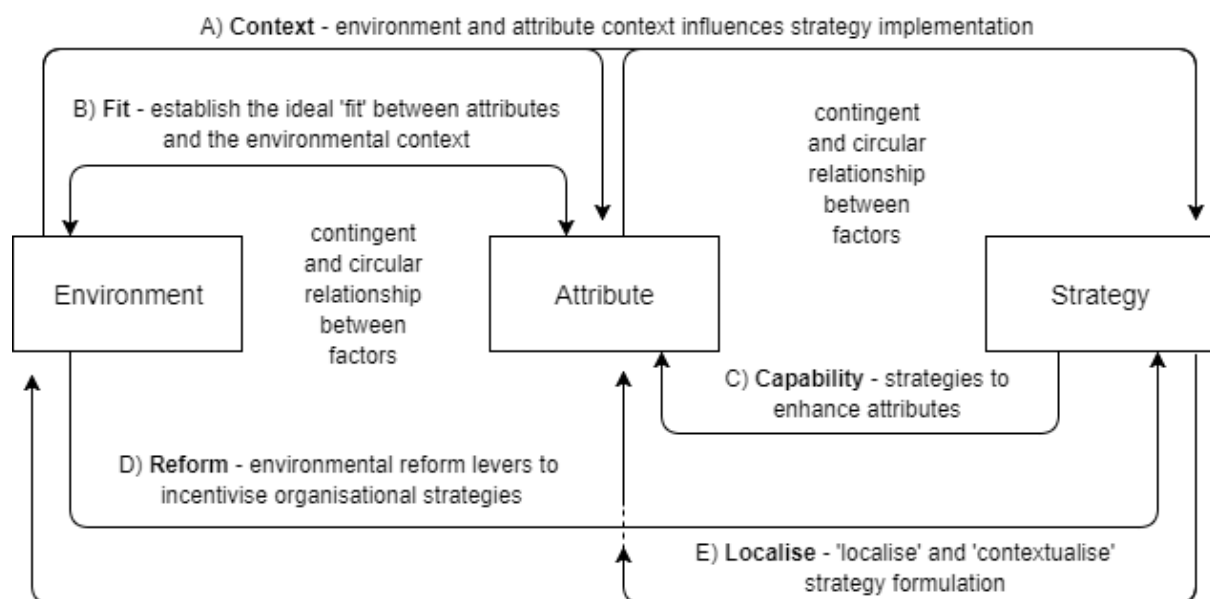 A) Context - environment and attribute context influences strategy implementation
B) Fit - establish the ideal 'fit' between attributes
and the environmental context
contingent
and circular
relationship
between
factors
contingent
and circular
relationship
between
factors
Environment
Attribute
Strategy
C) Capability - strategies to
enhance attributes
D) Reform - environmental reform levers to
incentivise organisational strategies
E) Localise - 'localise' and 'contextualise'
strategy formulation